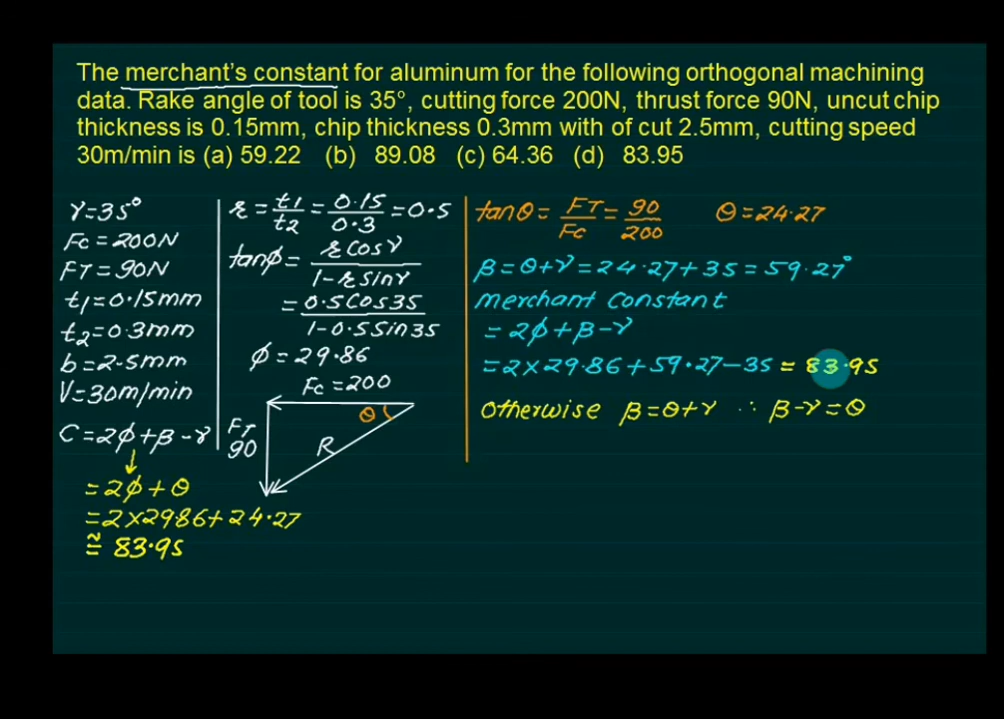 The merchant's constant for aluminum for the following orthogonal machining
data. Rake angle of tool is 35°, cutting force 200N, thrust force 90N, uncut chip
thickness is 0.15mm, chip thickness 0.3mm with of cut 2.5mm, cutting speed
30m/min is (a) 59.22 (b) 89.08 (c) 64.36 (d) 83.95
γ=35°
Fc=200N
FT=90N
t1=0.15mm
t2=0.3mm
b=2.5mm
V=30m/min
C=2φ+β-γ
=2φ+θ
=2×29.86+24.27
≅ 83.95
r=t1/t2=0.15/0.3=0.5
tanφ=r cosγ/1-r sinγ
=0.5cos35/1-0.5sin35
φ=29.86
Fc=200
θ
FT
90
R
tanθ=FT/Fc=90/200 θ=24.27
β=θ+γ=24.27+35=59.27°
Merchant Constant
=2φ+β-γ
=2×29.86+59.27-35=83.95
Otherwise β=θ+γ ∴ β-γ=θ